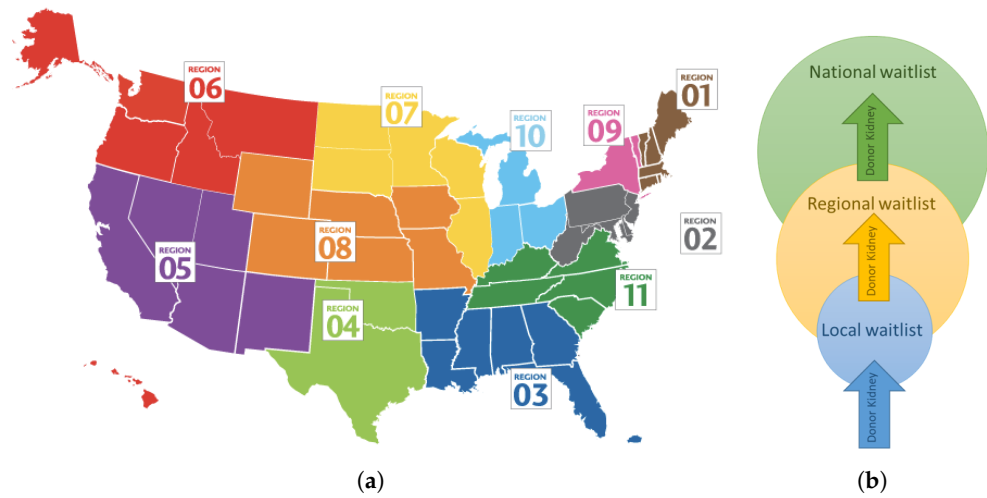 REGION
06
REGION
07
REGION
10
REGION
09
REGION
01
REGION
02
REGION
05
REGION
08
REGION
04
REGION
11
REGION
03
(a)
National waitlist
Donor Kidney
Regional waitlist
Donor Kidney
Local waitlist
Donor Kidney
(b)